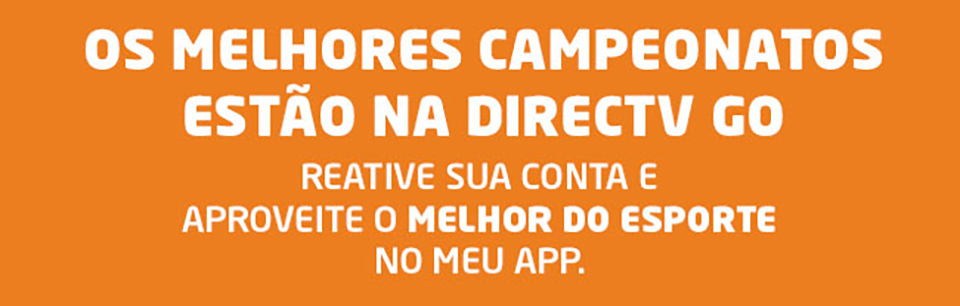 OS MELHORES CAMPEONATOS
ESTÃO NA DIRECTV GO
REATIVE SUA CONTA E
APROVEITE O MELHOR DO ESPORTE
NO MEU APP.